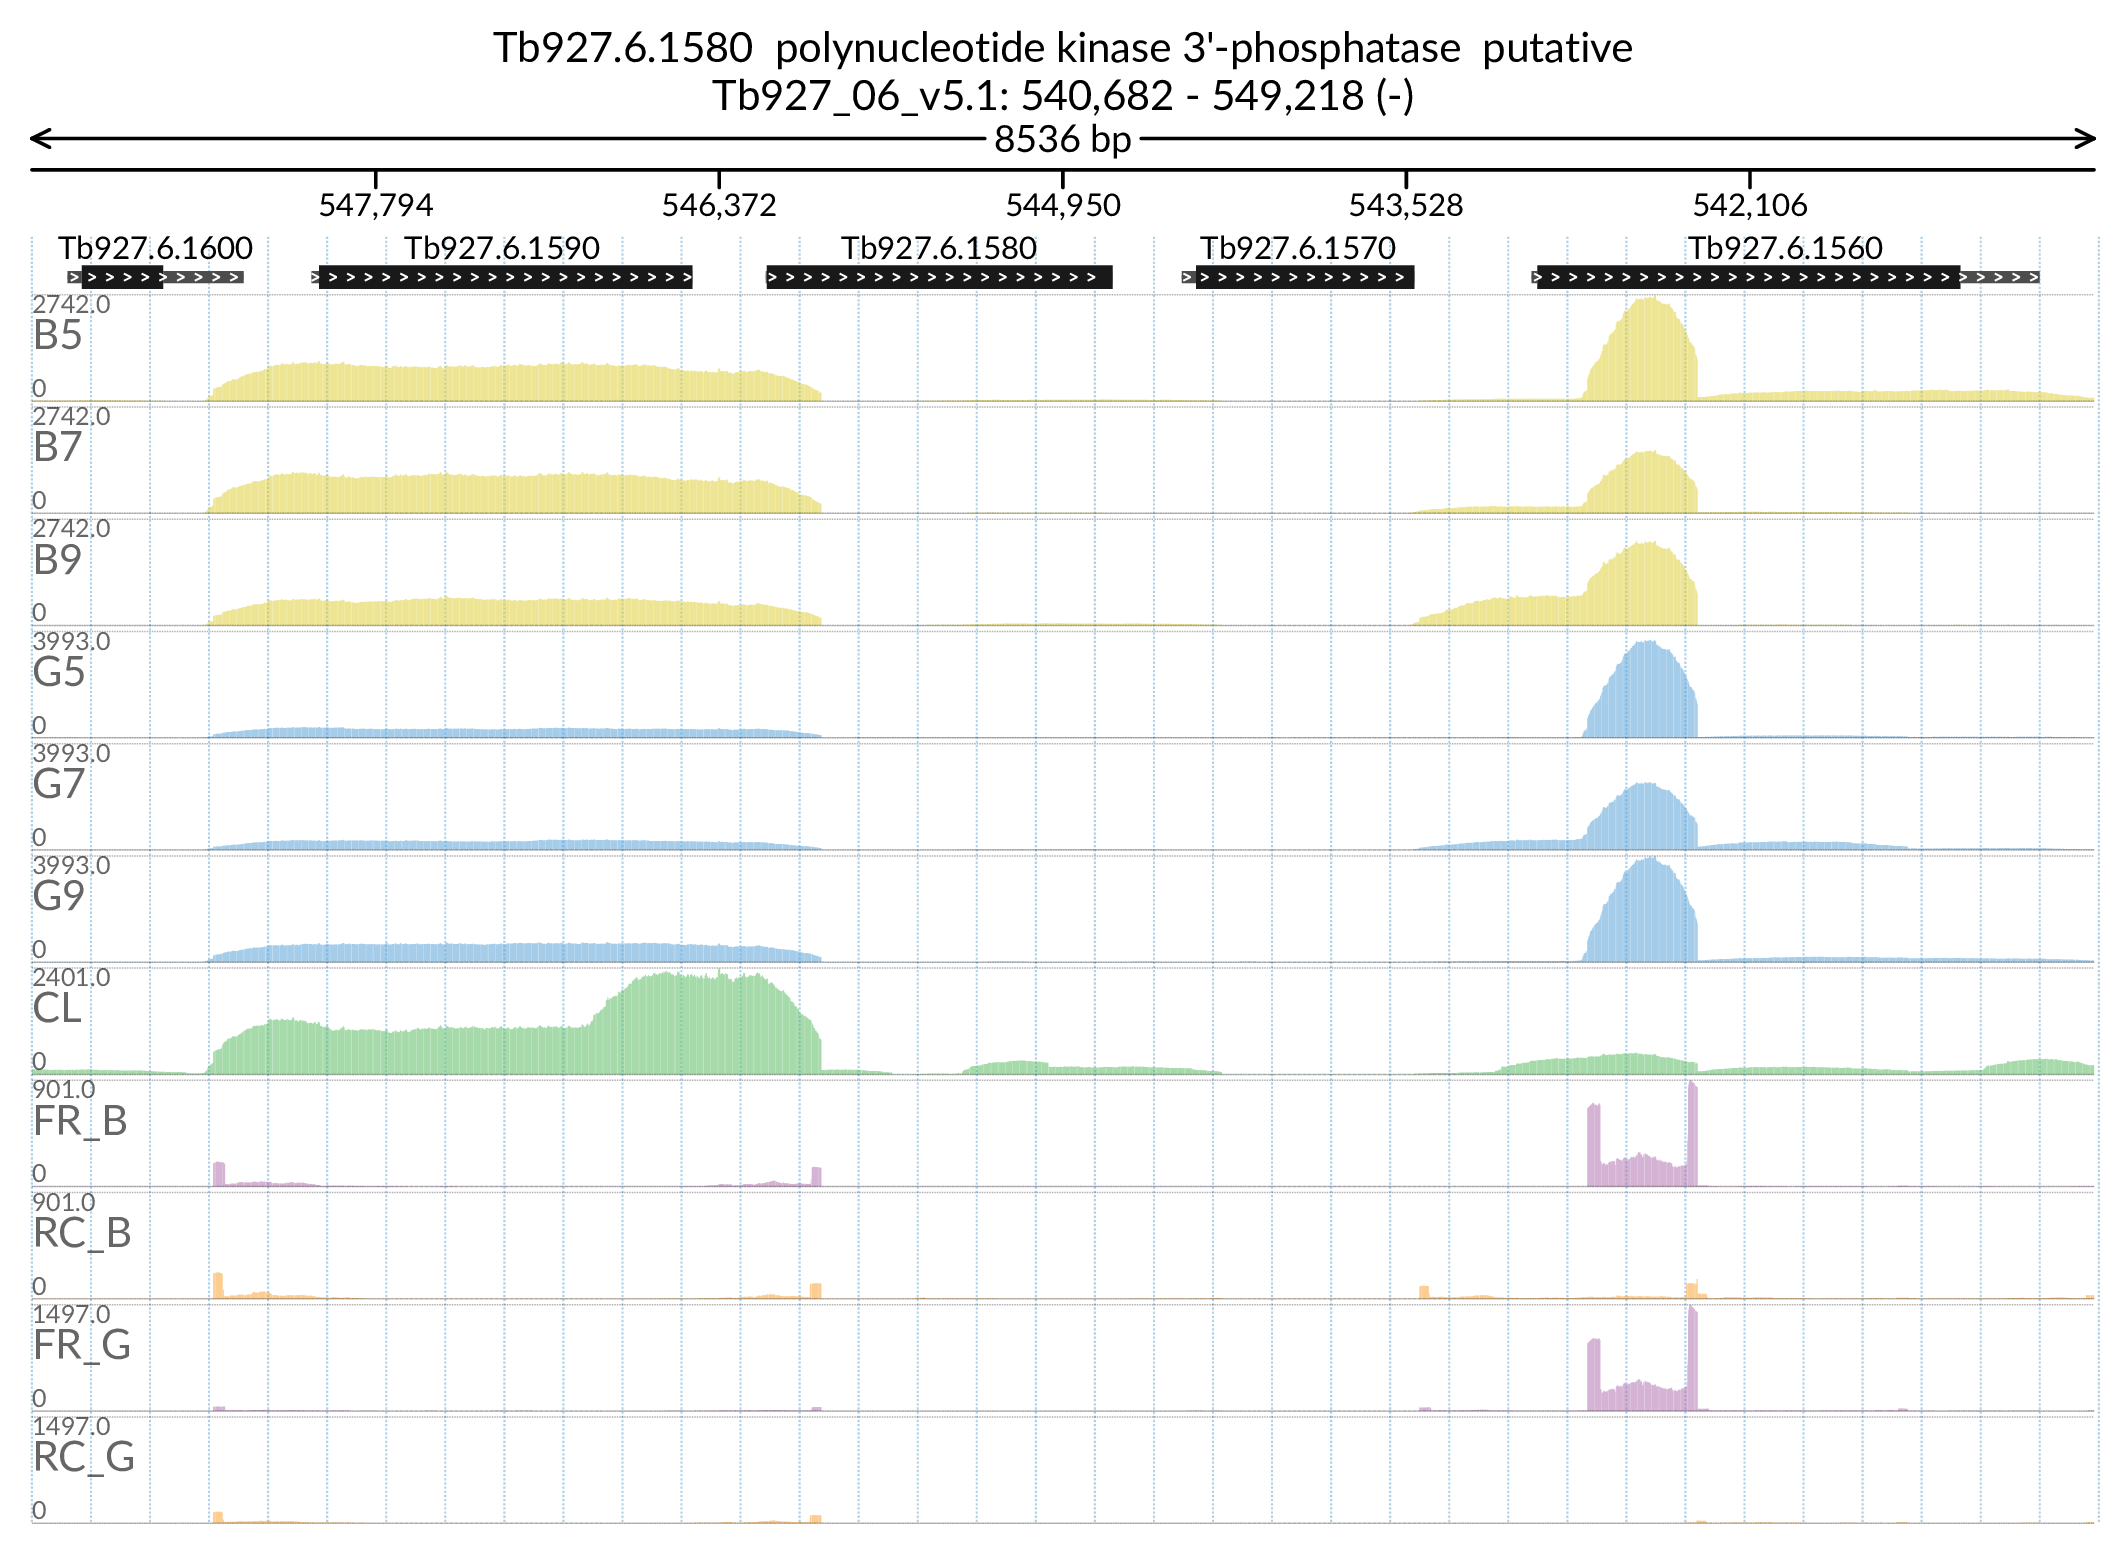 Tb927.6.1580 polynucleotide kinase 3'-phosphatase putative
Tb927_06_v5.1: 540,682 - 549,218 (-)
8536 bp
547,794 546,372 544,950 543,528 542,106
Tb927.6.1600 Tb927.6.1590 Tb927.6.1580 Tb927.6.1570 Tb927.6.1560
2742.0
B5
0
2742.0
B7
0
2742.0
B9
0
3993.0
G5
0
3993.0
G7
0
3993.0
G9
0
2401.0
CL
0
901.0
FR_B
0
901.0
RC_B
0
1497.0
FR_G
0
1497.0
RC_G
0